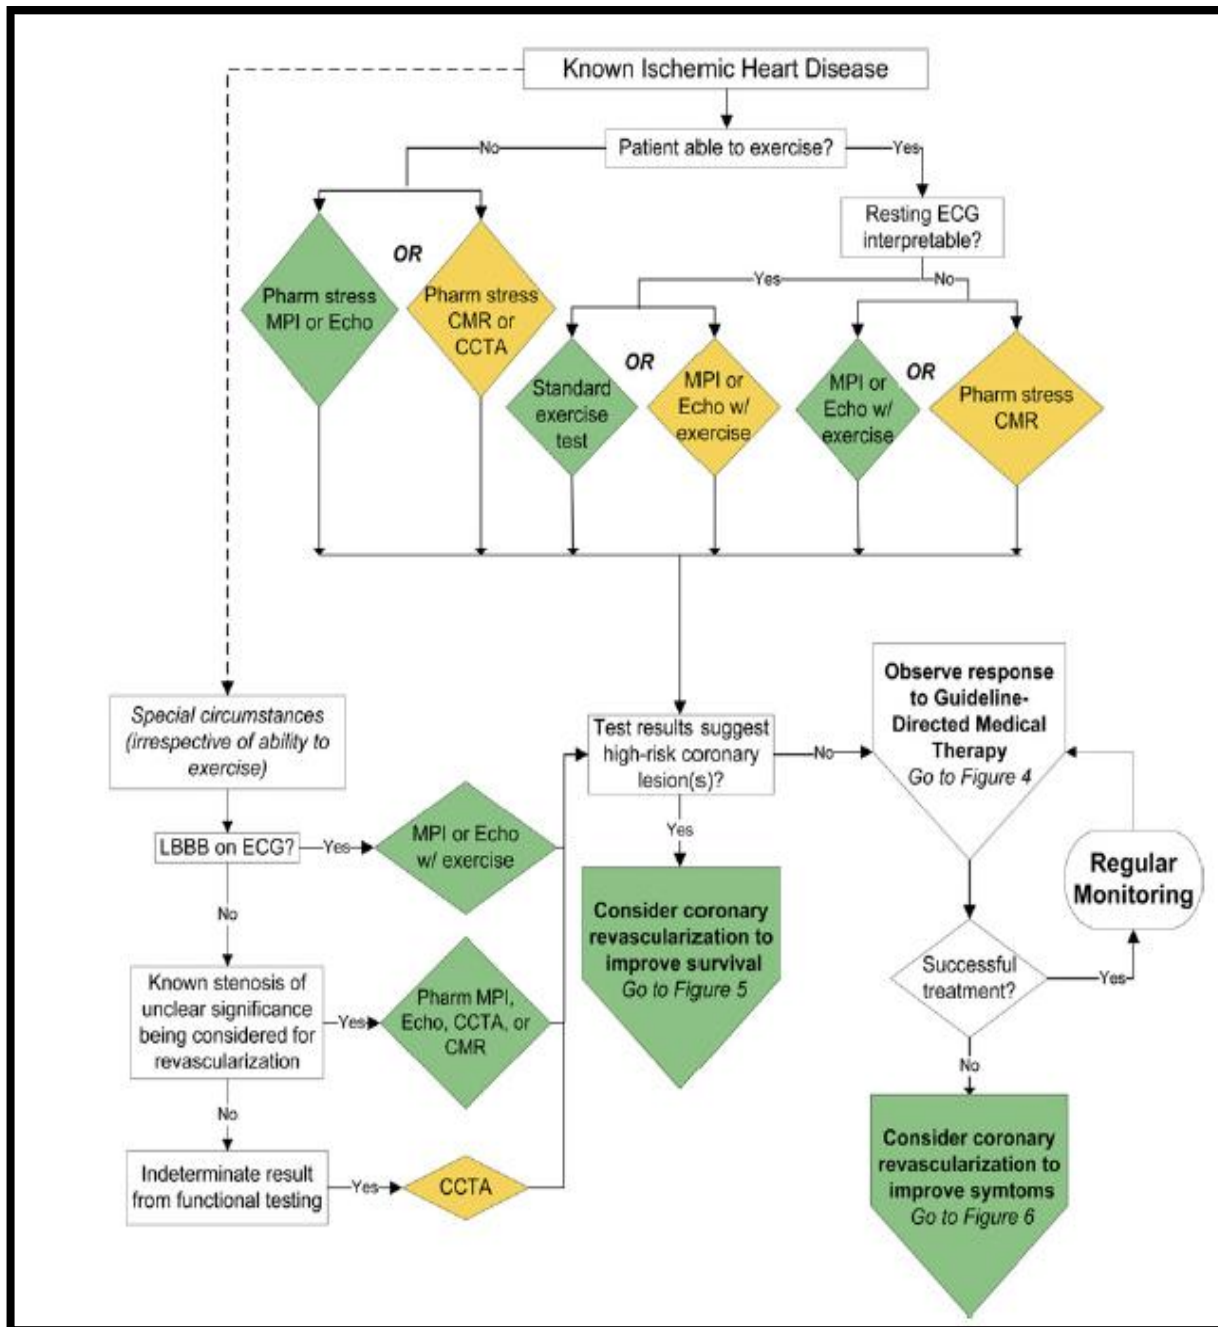 Known Ischemic Heart Disease
Patient able to exercise?
No
Yes
Resting ECG
interpretable?
Yes
No
Pharm stress
MPI or Echo
OR
Pharm stress
CMR or
CCTA
Standard
exercise
test
OR
MPI or
Echo w/
exercise
MPI or
Echo w/
exercise
OR
Pharm stress
CMR
Special circumstances
(irrespective of ability to
exercise)
LBBB on ECG?
Yes
MPI or Echo
w/ exercise
No
Known stenosis of
unclear significance
being considered for
revascularization
Yes
Pharm MPI,
Echo, CCTA, or
CMR
No
Indeterminate result
from functional testing
Yes
CCTA
Test results suggest
high-risk coronary
lesion(s)?
No
Yes
Consider coronary
revascularization to
improve survival
Go to Figure 5
Observe response
to Guideline-
Directed Medical
Therapy
Go to Figure 4
Regular
Monitoring
Successful
treatment?
Yes
No
Consider coronary
revascularization to
improve symtoms
Go to Figure 6